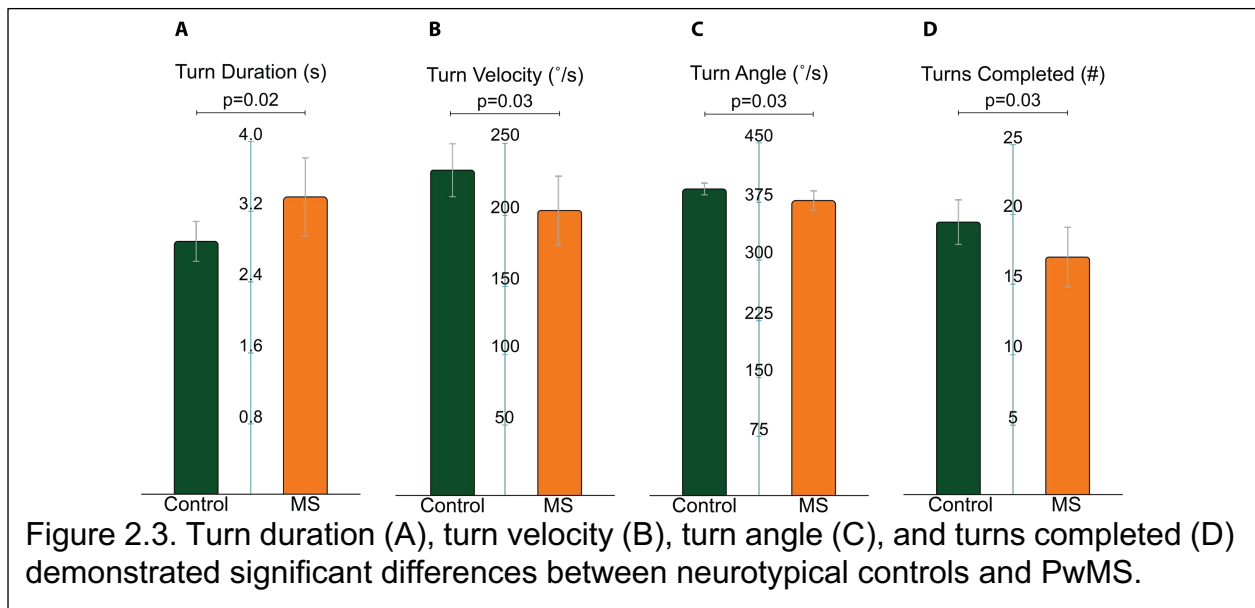 A B C D
Turn Duration (s) Turn Velocity (°/s) Turn Angle (°/s) Turns Completed (#)
p=0.02 p=0.03 p=0.03 p=0.03
4.0 250 450 25
3.2 200 375 20
2.4 150 300 15
1.6 100 225 10
0.8 50 150 5
75
Control MS Control MS Control MS Control MS
Figure 2.3. Turn duration (A), turn velocity (B), turn angle (C), and turns completed (D)
demonstrated significant differences between neurotypical controls and PwMS.